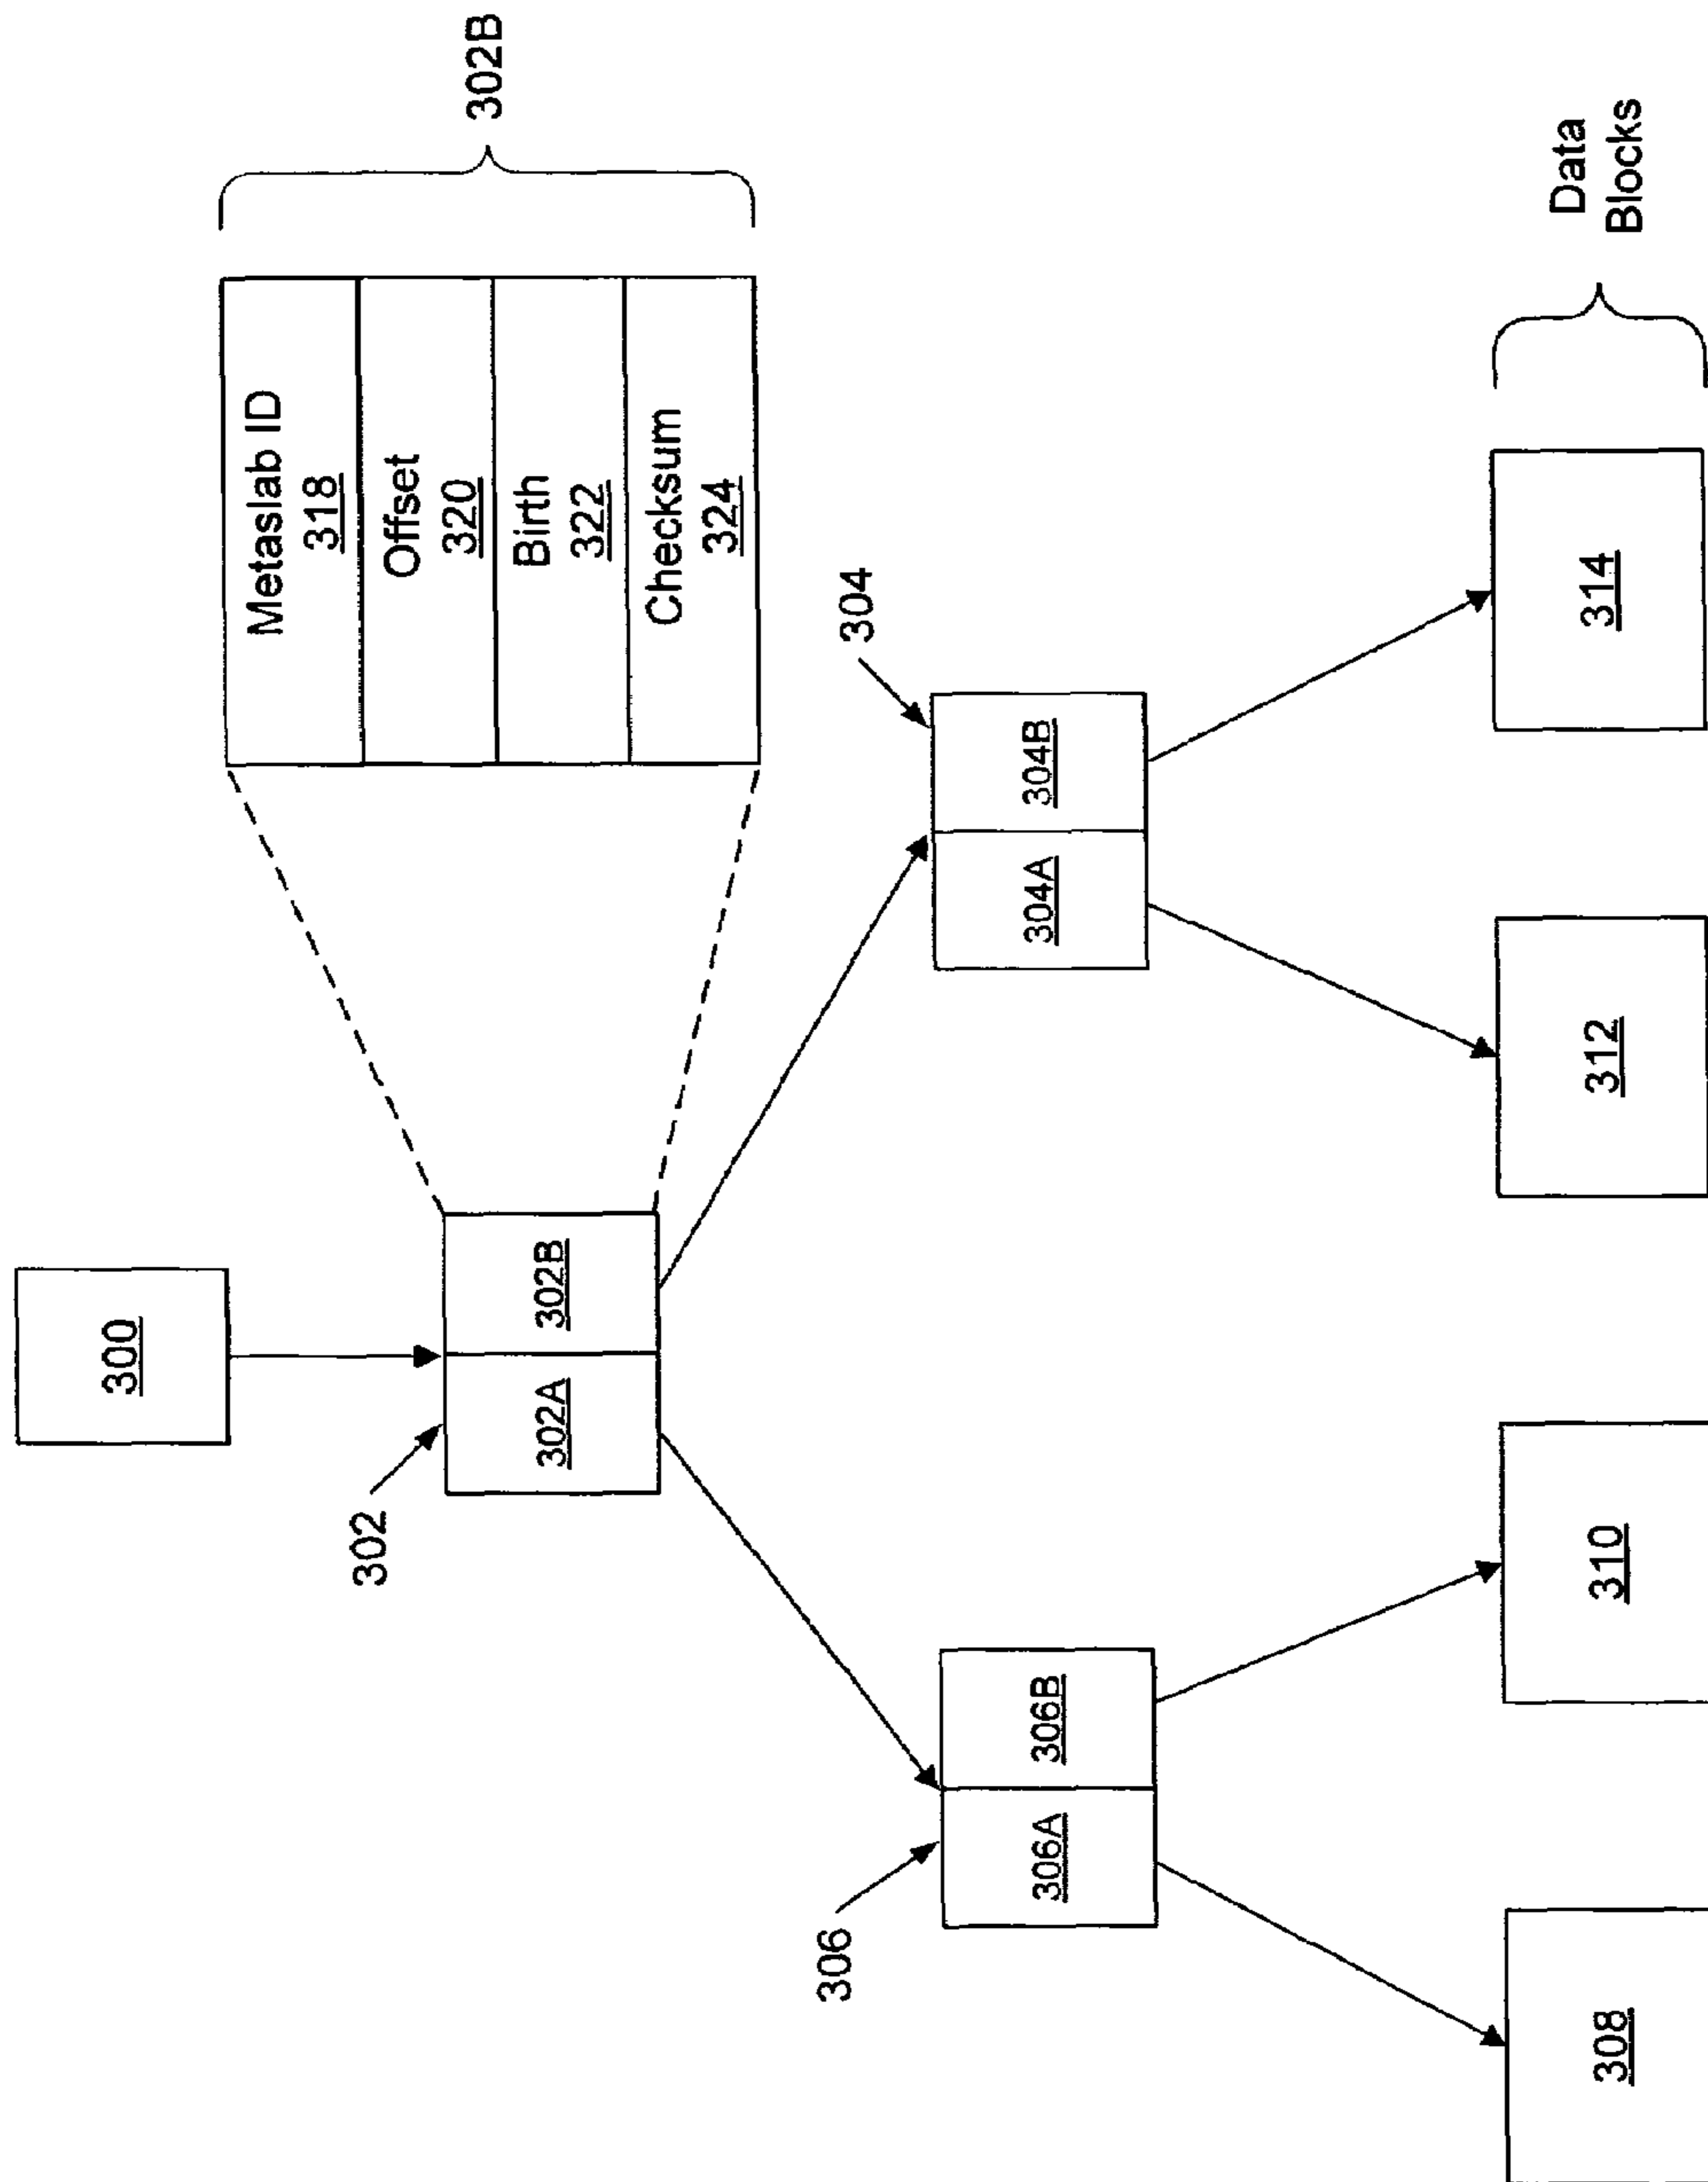 300
302
302A
302B
Metaslab ID
318
Offset
320
Birth
322
Checksum
324
302B
306
306A
306B
304
304A
304B
308
310
312
314
Data
Blocks